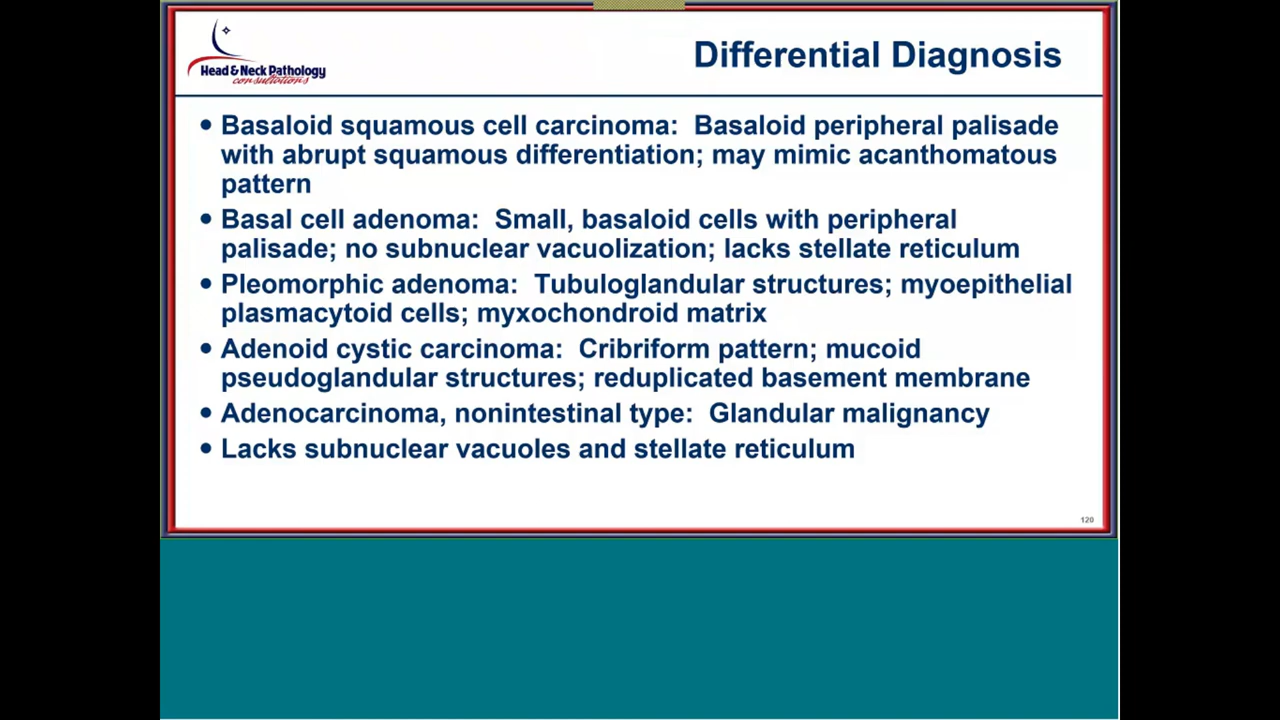 Head & Neck Pathology
consultations
Differential Diagnosis
• Basaloid squamous cell carcinoma: Basaloid peripheral palisade
with abrupt squamous differentiation; may mimic acanthomatous
pattern
• Basal cell adenoma: Small, basaloid cells with peripheral
palisade; no subnuclear vacuolization; lacks stellate reticulum
• Pleomorphic adenoma: Tubuloglandular structures; myoepithelial
plasmacytoid cells; myxochondroid matrix
• Adenoid cystic carcinoma: Cribriform pattern; mucoid
pseudoglandular structures; reduplicated basement membrane
• Adenocarcinoma, nonintestinal type: Glandular malignancy
• Lacks subnuclear vacuoles and stellate reticulum
120